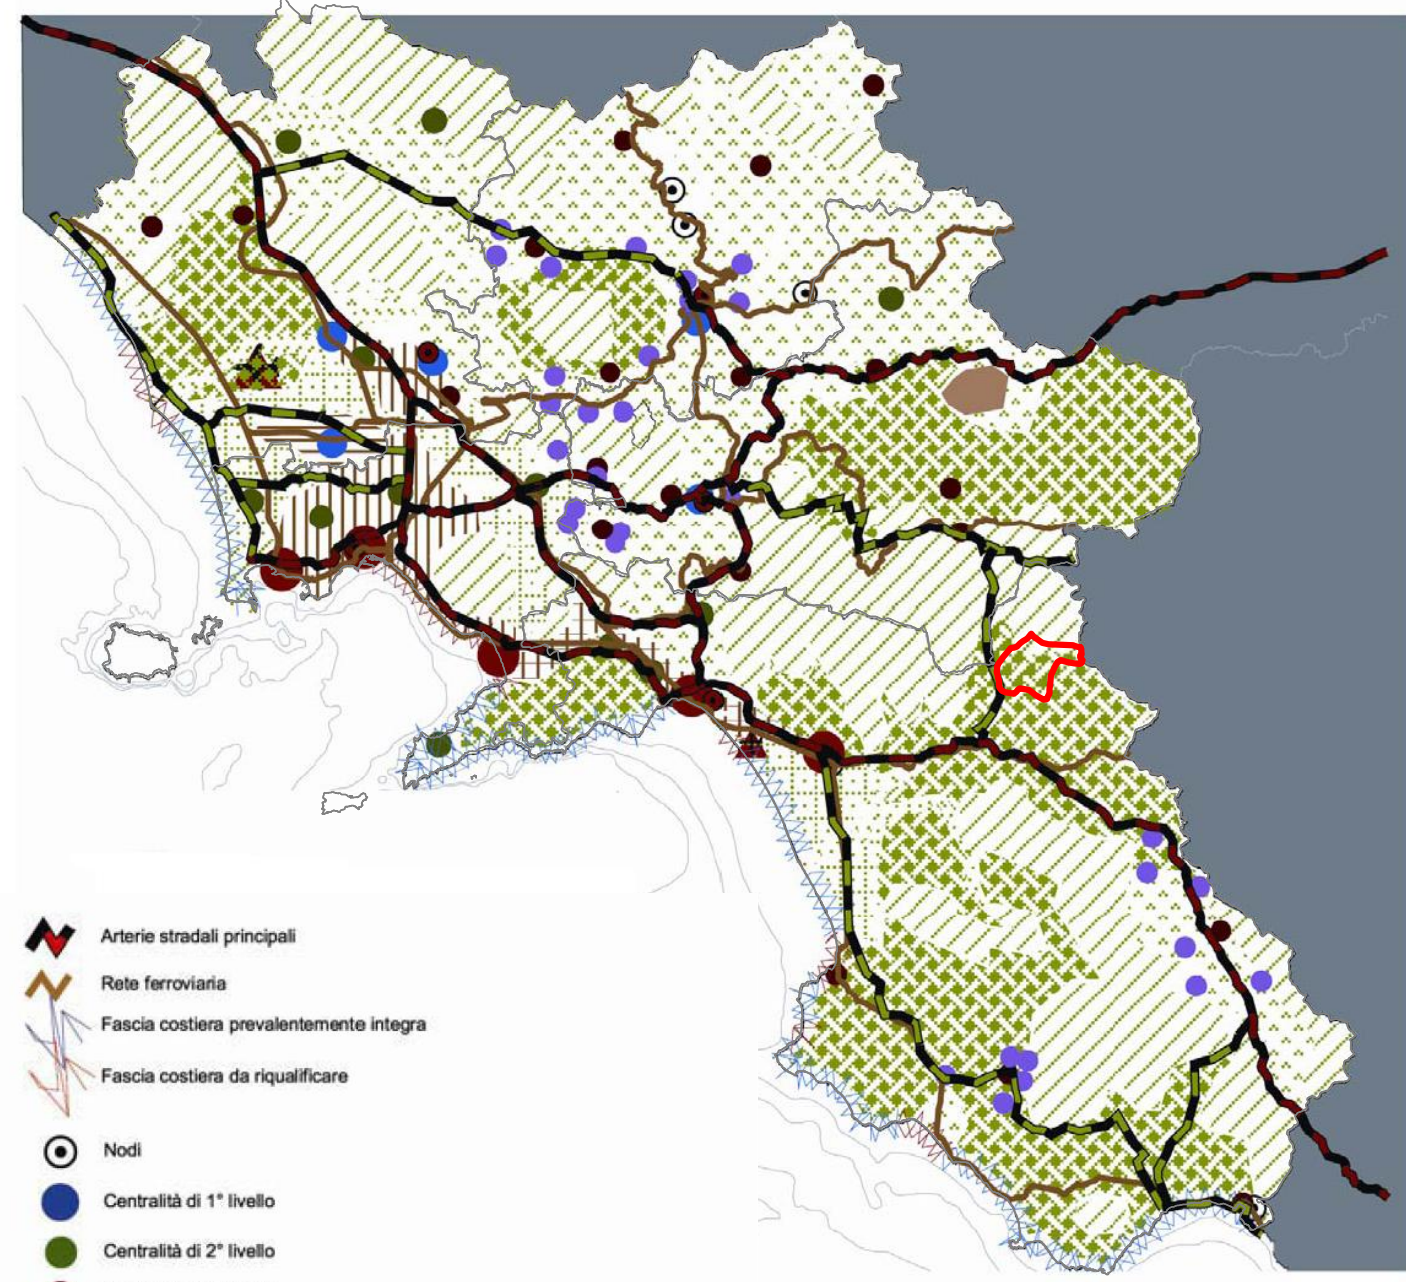 Arterie stradali principali
Rete ferroviaria
Fascia costiera prevalentemente integra
Fascia costiera da riqualificare
Nodi
Centralità di 1° livello
Centralità di 2° livello